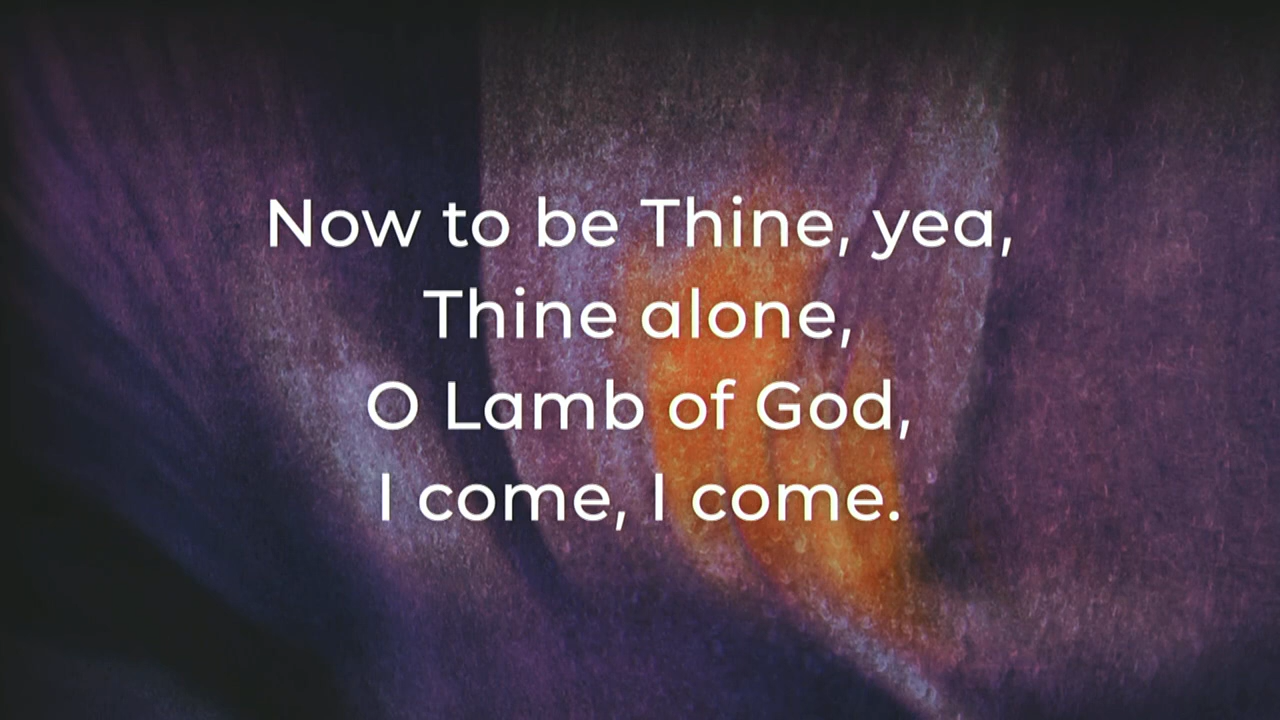 Now to be Thine, yea,
Thine alone,
O Lamb of God,
I come, I come.